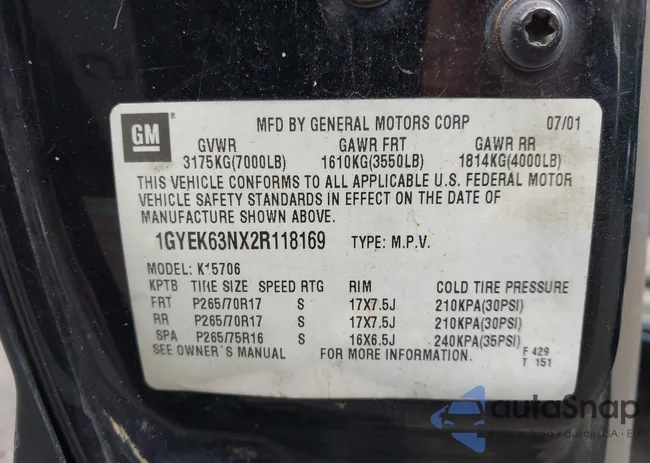 GM
MFD BY GENERAL MOTORS CORP 07/01
GVWR GAWR FRT GAWR RR
3175KG(7000LB) 1610KG(3550LB) 1814KG(4000LB)
THIS VEHICLE CONFORMS TO ALL APPLICABLE U.S. FEDERAL MOTOR
VEHICLE SAFETY STANDARDS IN EFFECT ON THE DATE OF
MANUFACTURE SHOWN ABOVE.
1GYEK63NX2R118169 TYPE: M.P.V.
MODEL: K15706
KPTB TIRE SIZE SPEED RTG RIM COLD TIRE PRESSURE
FRT P265/70R17 S 17X7.5J 210KPA(30PSI)
RR P265/70R17 S 17X7.5J 210KPA(30PSI)
SPA P265/75R16 S 16X6.5J 240KPA(35PSI)
SEE OWNER'S MANUAL FOR MORE INFORMATION F 429
T 151
autoSnap
aukcji USA